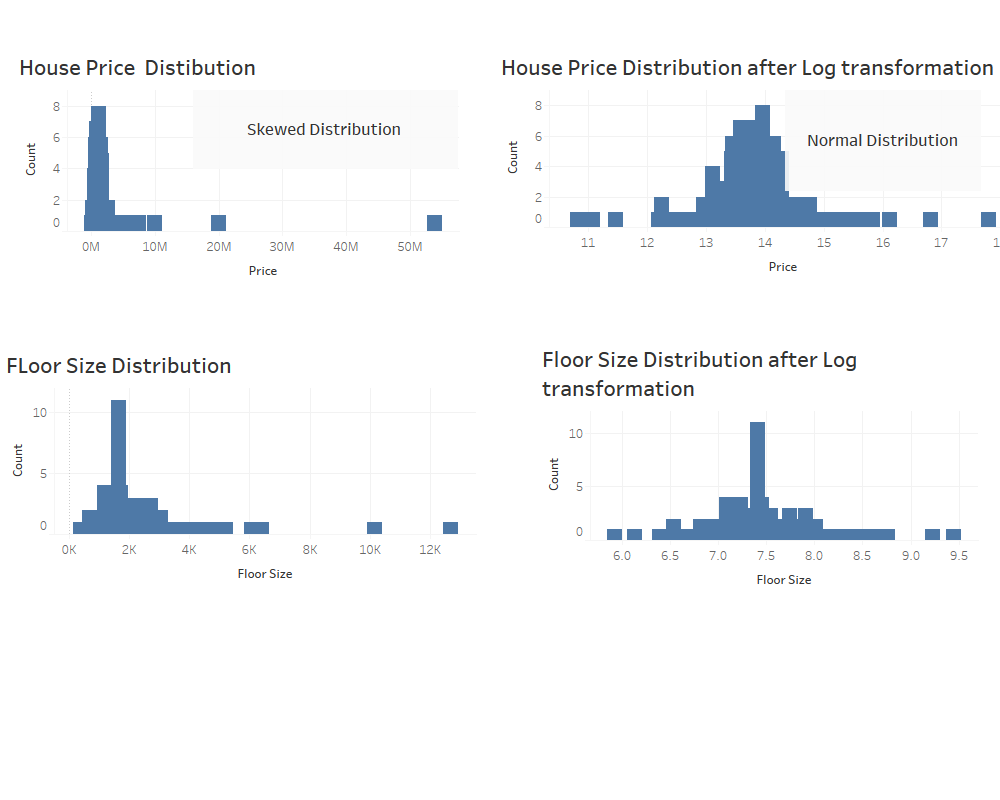 House Price  Distibution
8
6
4
2
0
Count
Skewed Distribution
0M 10M 20M 30M 40M 50M
Price
House Price Distribution after Log transformation
8
6
4
2
0
Count
Normal Distribution
11 12 13 14 15 16 17 1
Price
FLoor Size Distribution
10
5
0
Count
0K 2K 4K 6K 8K 10K 12K
Floor Size
Floor Size Distribution after Log
transformation
10
5
0
Count
6.0 6.5 7.0 7.5 8.0 8.5 9.0 9.5
Floor Size